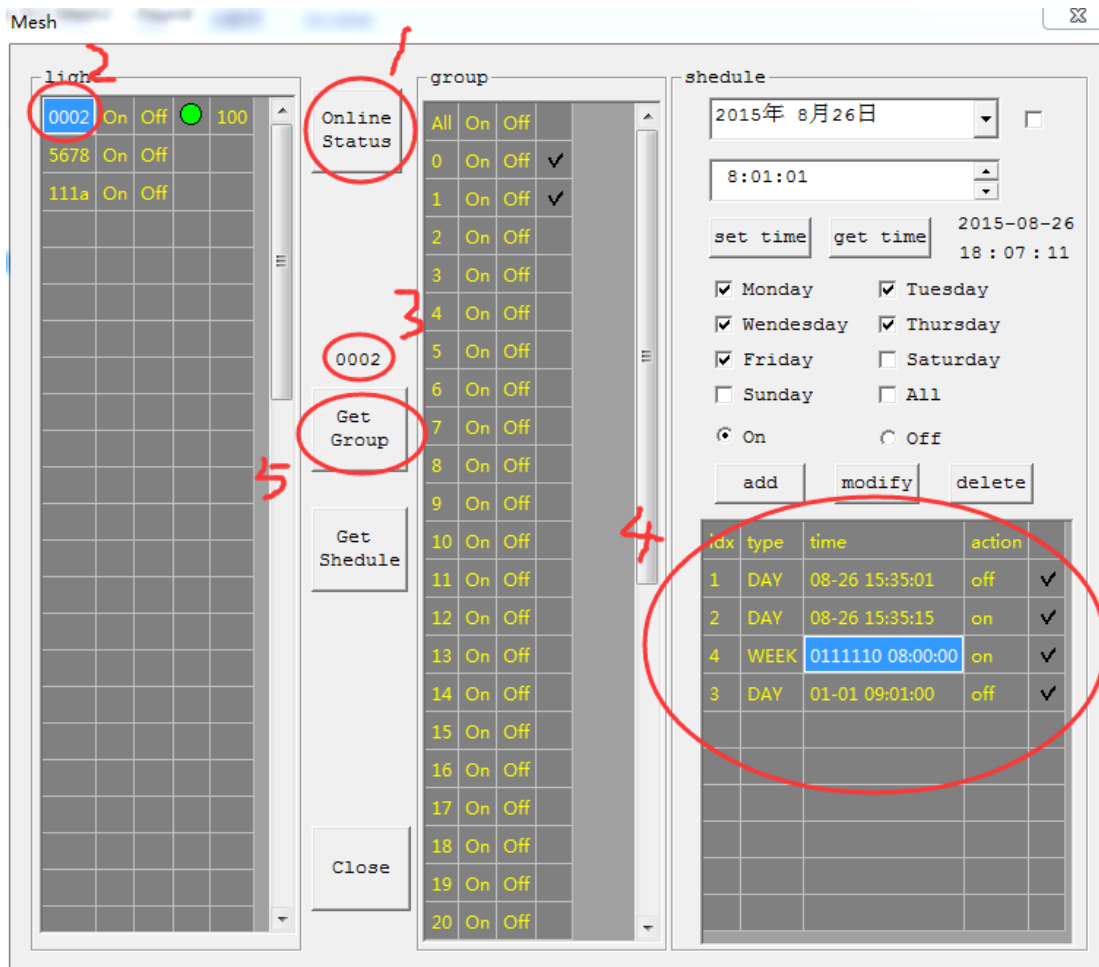 Mesh
light
0002 On Off 100
5678 On Off
111a On Off
1
2
3
4
5
Online
Status
0002
Get
Group
Get
Shedule
Close
group
All On Off
0 On Off ✓
1 On Off ✓
2 On Off
3 On Off
4 On Off
5 On Off
6 On Off
7 On Off
8 On Off
9 On Off
10 On Off
11 On Off
12 On Off
13 On Off
14 On Off
15 On Off
16 On Off
17 On Off
18 On Off
19 On Off
20 On Off
shedule
2015年 8月26日
8:01:01
set time get time 2015-08-26
18:07:11
Monday Tuesday
Wendesday Thursday
Friday Saturday
Sunday All
On Off
add modify delete
idx type time action
1 DAY 08-26 15:35:01 off ✓
2 DAY 08-26 15:35:15 on ✓
4 WEEK 0111110 08:00:00 on ✓
3 DAY 01-01 09:01:00 off ✓